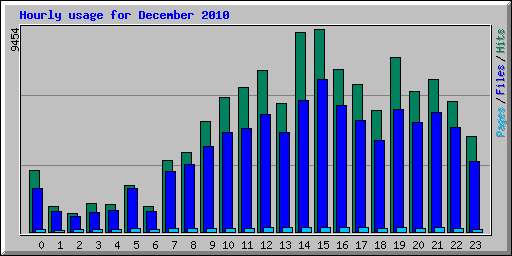 Hourly usage for December 2010
9454
Pages / Files / Hits
0 1 2 3 4 5 6 7 8 9 10 11 12 13 14 15 16 17 18 19 20 21 22 23